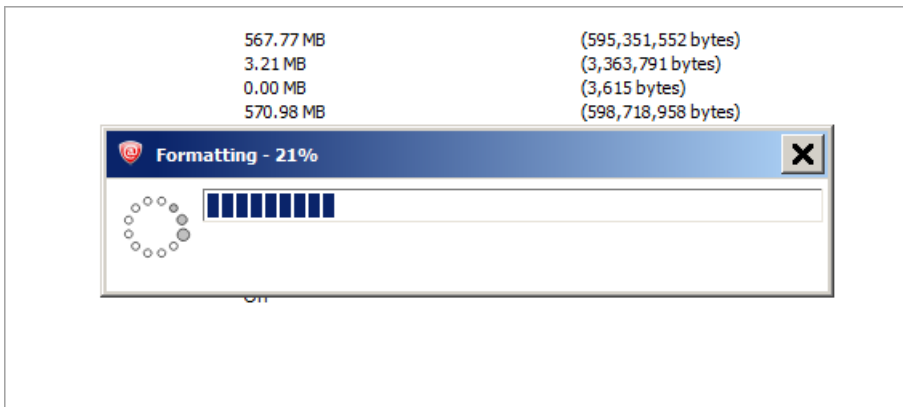 567.77 MB (595,351,552 bytes)
3.21 MB (3,363,791 bytes)
0.00 MB (3,615 bytes)
570.98 MB (598,718,958 bytes)
Formatting - 21%